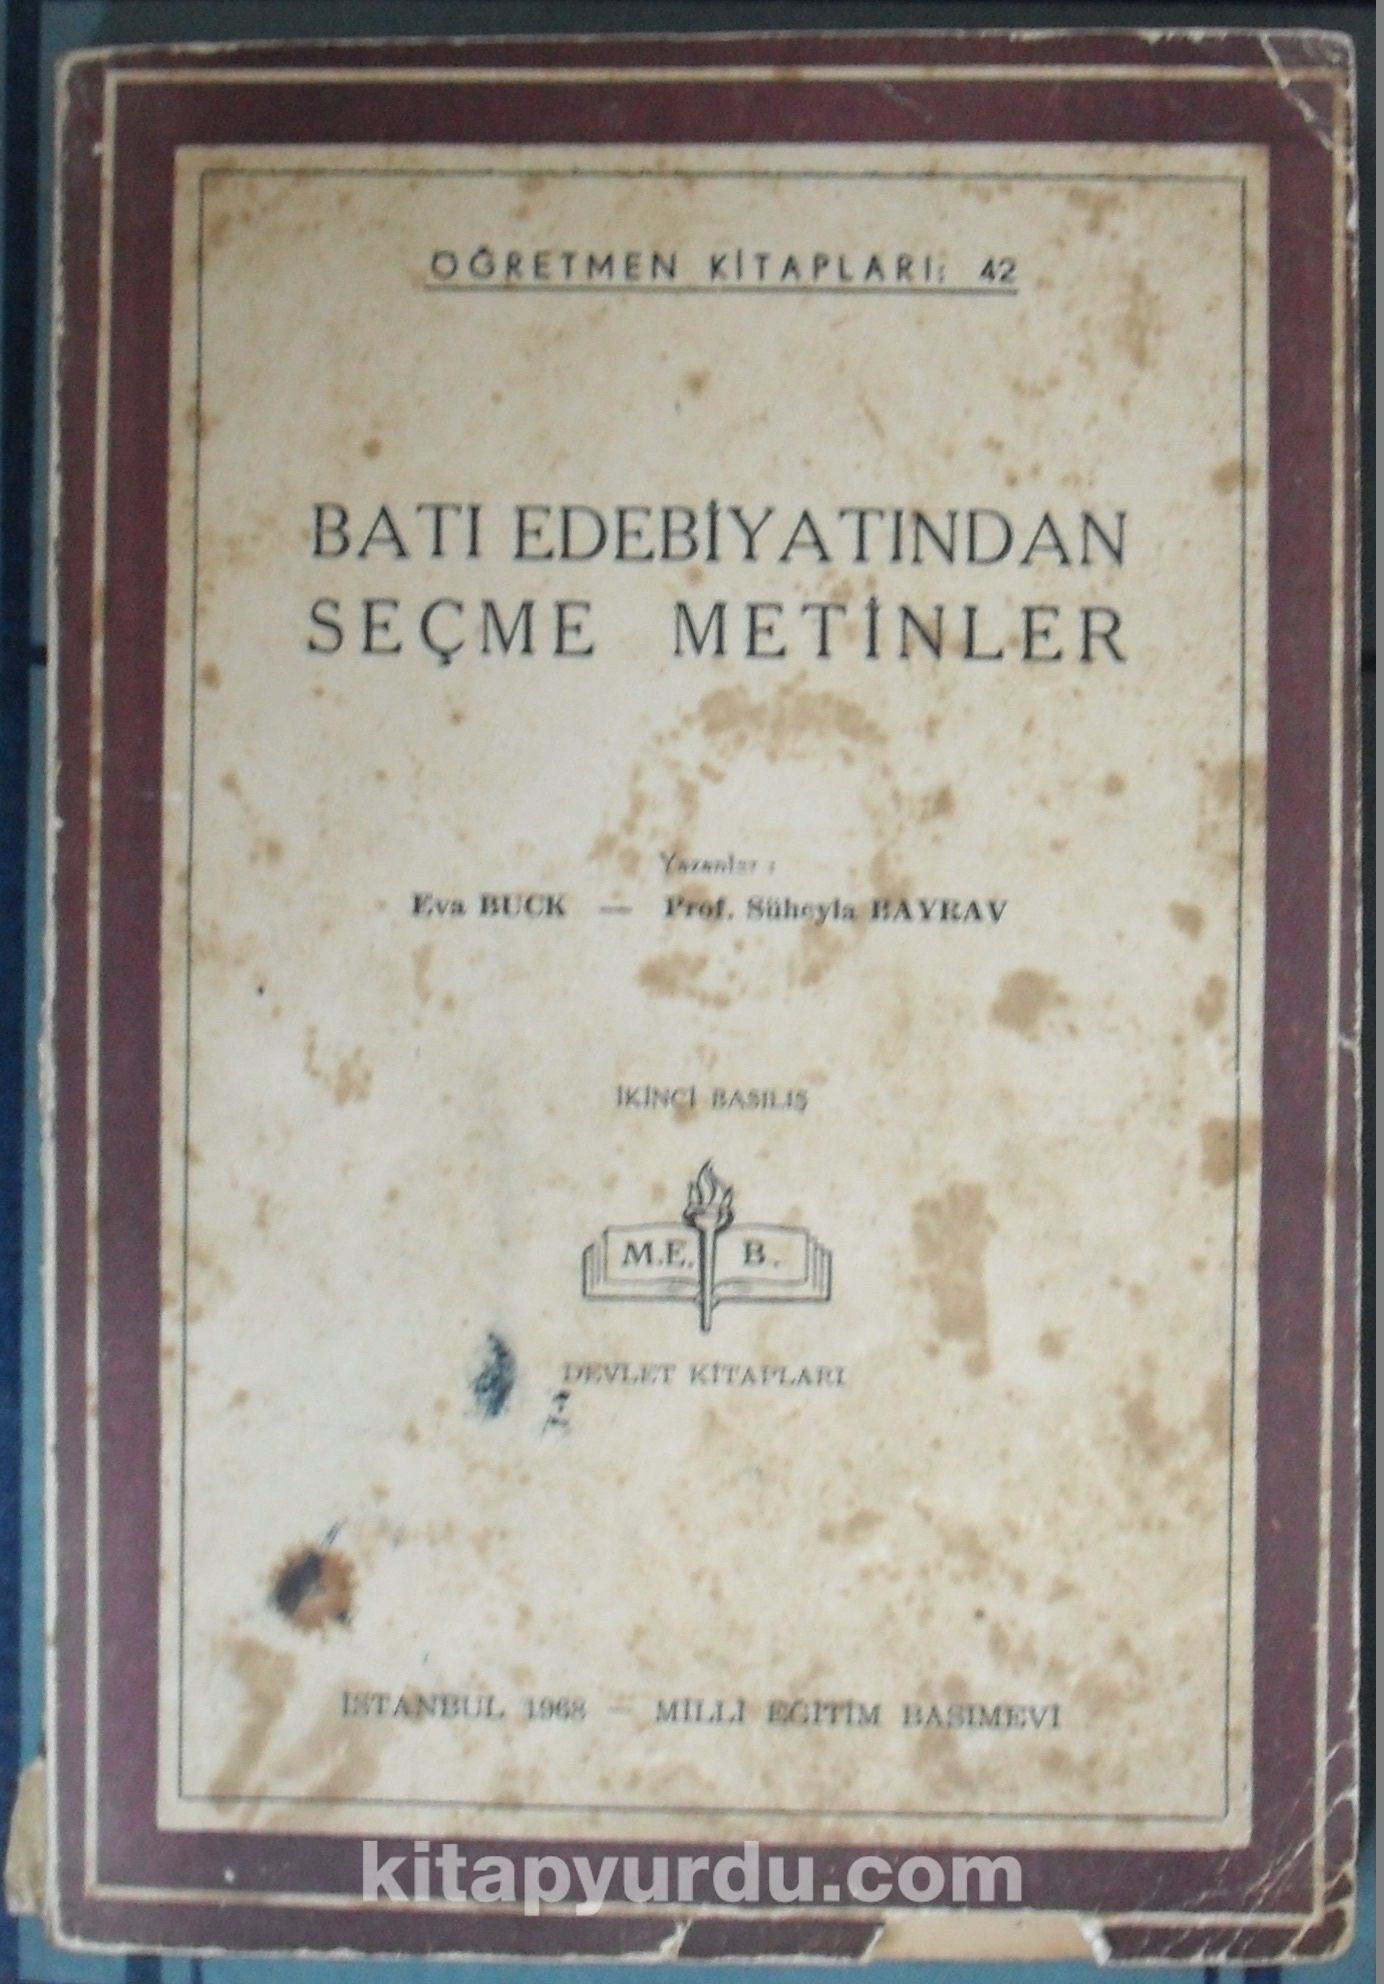 ÖĞRETMEN KİTAPLARI: 42
BATI EDEBİYATINDAN
SEÇME METİNLER
Yazanlar :
Eva BUCK — Prof. Süheyla BAYRAV
İKİNCİ BASILIŞ
M.E. B.
DEVLET KİTAPLARI
İSTANBUL 1968 — MİLLİ EĞİTİM BASIMEVİ
kitapyurdu.com